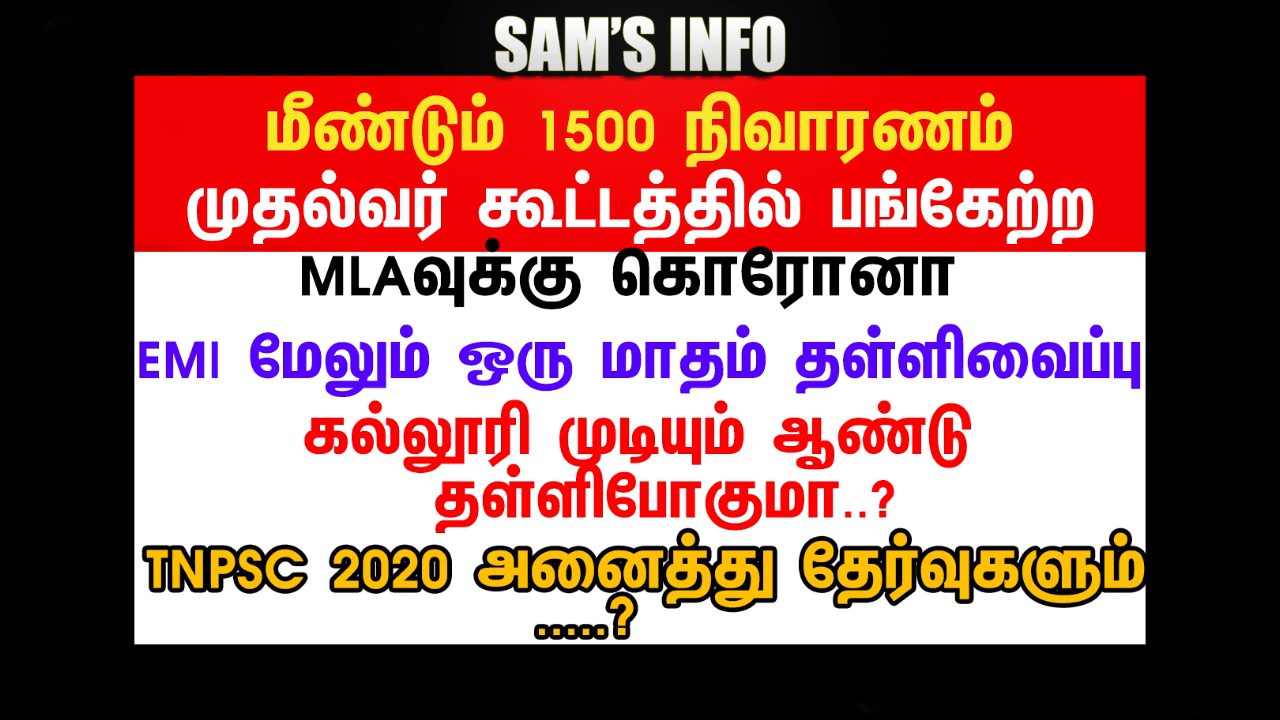 SAM'S INFO
மீண்டும் 1500 நிவாரணம்
முதல்வர் கூட்டத்தில் பங்கேற்ற
MLAவுக்கு கொரோனா
EMI மேலும் ஒரு மாதம் தள்ளிவைப்பு
கல்லூரி முடியும் ஆண்டு
தள்ளிபோகுமா..?
TNPSC 2020 அனைத்து தேர்வுகளும்
.....?